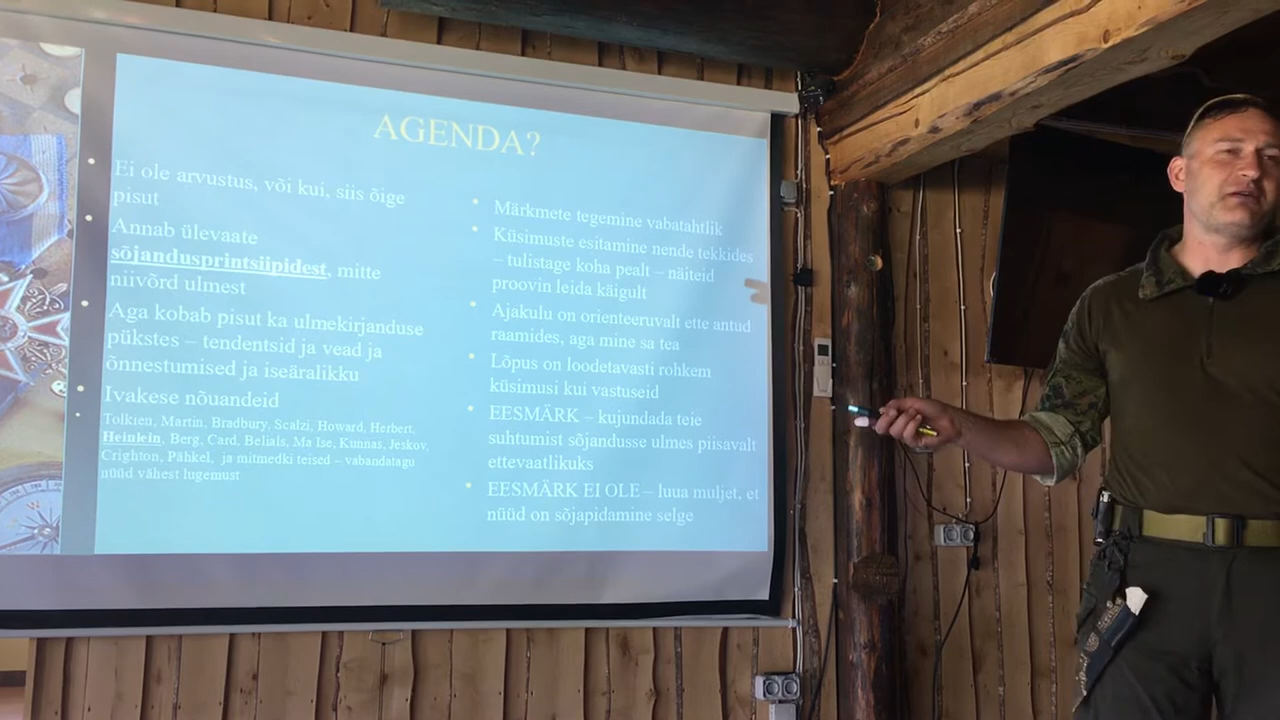 AGENDA?
Ei ole arvustus, või kui, siis õige
pisut
Annab ülevaate
sõjandusprintsiipidest, mitte
niivõrd ulmest
Aga kobab pisut ka ulmekirjanduse
pükstes – tendentsid ja vead ja
õnnestumised ja iseäralikku
Ivakese nõuandeid
Tolkien, Martin, Bradbury, Scalzi, Howard, Herbert,
Heinlein, Berg, Card, Belials, Ma Ise, Kunnas, Jeskov,
Crighton, Pähkel, ja mitmedki teised – vabandatagu
nüüd vähest lugemust
Märkmete tegemine vabatahtlik
Küsimuste esitamine nende tekkides
– tulistage koha pealt – näiteid
proovin leida käigult
Ajakulu on orienteeruvalt ette antud
raamides, aga mine sa tea
Lõpus on loodetavasti rohkem
küsimusi kui vastuseid
EESMÄRK – kujundada teie
suhtumist sõjandusse ulmes piisavalt
ettevaatlikuks
EESMÄRK EI OLE – luua muljet, et
nüüd on sõjapidamine selge